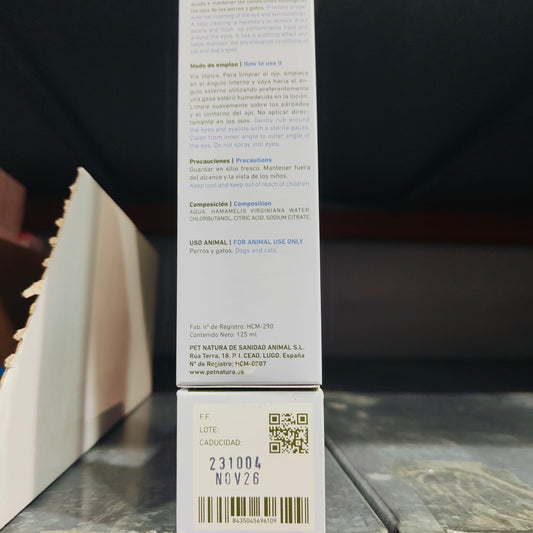 ayuda a mantener las condiciones fisiológicas
de los ojos de perros y gatos.
external cleaning of the eye and surroundings.
A daily cleaning is necessary to remove dried
debris and flush out contaminants from and
around the eyes. It has a soothing effect and
helps maintain the physiological conditions of
cat and dog's eyes.
Modo de empleo | How to use it
Vía tópica. Para limpiar el ojo, empiece
en el ángulo interno y vaya hacia el án-
gulo externo utilizando preferentemente
una gasa estéril humedecida en la loción.
Limpie suavemente sobre los párpados
y el contorno del ojo. No aplicar direc-
tamente en los ojos. Gently rub around
the eyes and eyelids with a sterile gauze.
Clean from inner angle to outer angle of
the eye. Do not spray into eyes.
Precauciones | Precautions
Guardar en sitio fresco. Mantener fuera
del alcance y la vista de los niños.
Keep cool and keep out of reach of children.
Composición | Composition
AQUA, HAMAMELIS VIRGINIANA WATER,
CHLORBUTANOL, CITRIC ACID, SODIUM CITRATE.
USO ANIMAL | FOR ANIMAL USE ONLY
Perros y gatos. Dogs and cats.
Fab. nº de Registro: HCM-290
Contenido Neto: 125 ml
PET NATURA DE SANIDAD ANIMAL S.L.
Rúa Terra, 18. P. I. CEAO. LUGO. España
Nº de Registro: HCM-0097
www.petnatura.us
F.F.
LOTE:
CADUCIDAD:
231004
NOV26
8435045696109